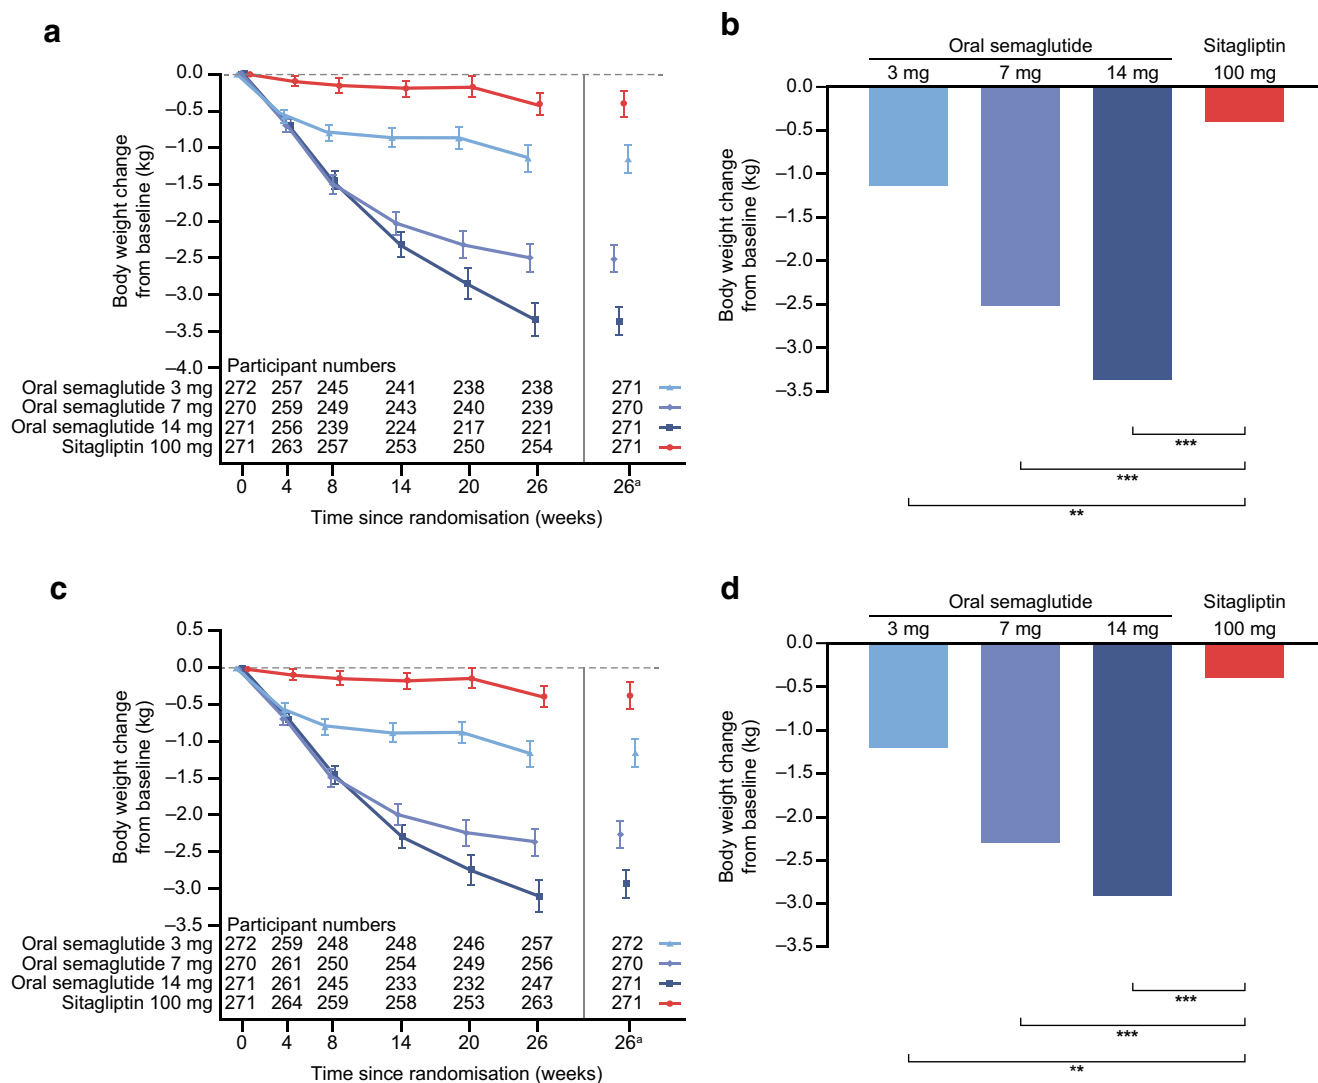 a
0.0
–0.5
–1.0
–1.5
–2.0
–2.5
–3.0
–3.5
–4.0
Body weight change
from baseline (kg)
Participant numbers
Oral semaglutide 3 mg 272 257 245 241 238 238 271
Oral semaglutide 7 mg 270 259 249 243 240 239 270
Oral semaglutide 14 mg 271 256 239 224 217 221 271
Sitagliptin 100 mg 271 263 257 253 250 254 271
0 4 8 14 20 26 26a
Time since randomisation (weeks)
b
Oral semaglutide Sitagliptin
3 mg 7 mg 14 mg 100 mg
0.0
–0.5
–1.0
–1.5
–2.0
–2.5
–3.0
–3.5
Body weight change
from baseline (kg)
***
***
**
c
0.5
0.0
–0.5
–1.0
–1.5
–2.0
–2.5
–3.0
–3.5
Body weight change
from baseline (kg)
Participant numbers
Oral semaglutide 3 mg 272 259 248 248 246 257 272
Oral semaglutide 7 mg 270 261 250 254 249 256 270
Oral semaglutide 14 mg 271 261 245 233 232 247 271
Sitagliptin 100 mg 271 264 259 258 253 263 271
0 4 8 14 20 26 26a
Time since randomisation (weeks)
d
Oral semaglutide Sitagliptin
3 mg 7 mg 14 mg 100 mg
0.0
–0.5
–1.0
–1.5
–2.0
–2.5
–3.0
–3.5
Body weight change
from baseline (kg)
***
***
**